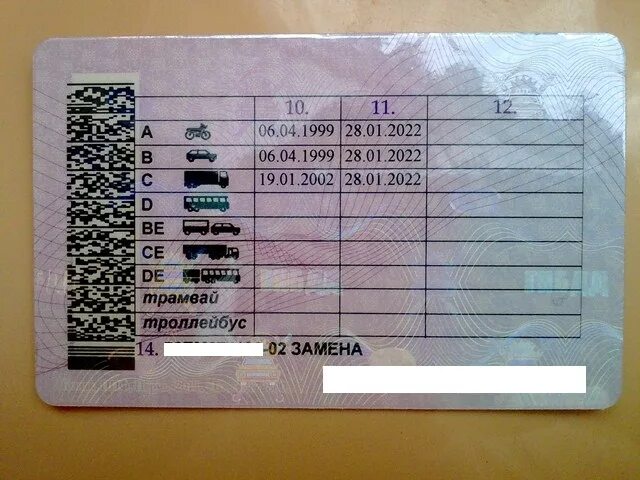 10. 11. 12.
A 06.04.1999 28.01.2022
B 06.04.1999 28.01.2022
C 19.01.2002 28.01.2022
D
BE
CE
DE
трамвай
троллейбус
14. -02 ЗАМЕНА